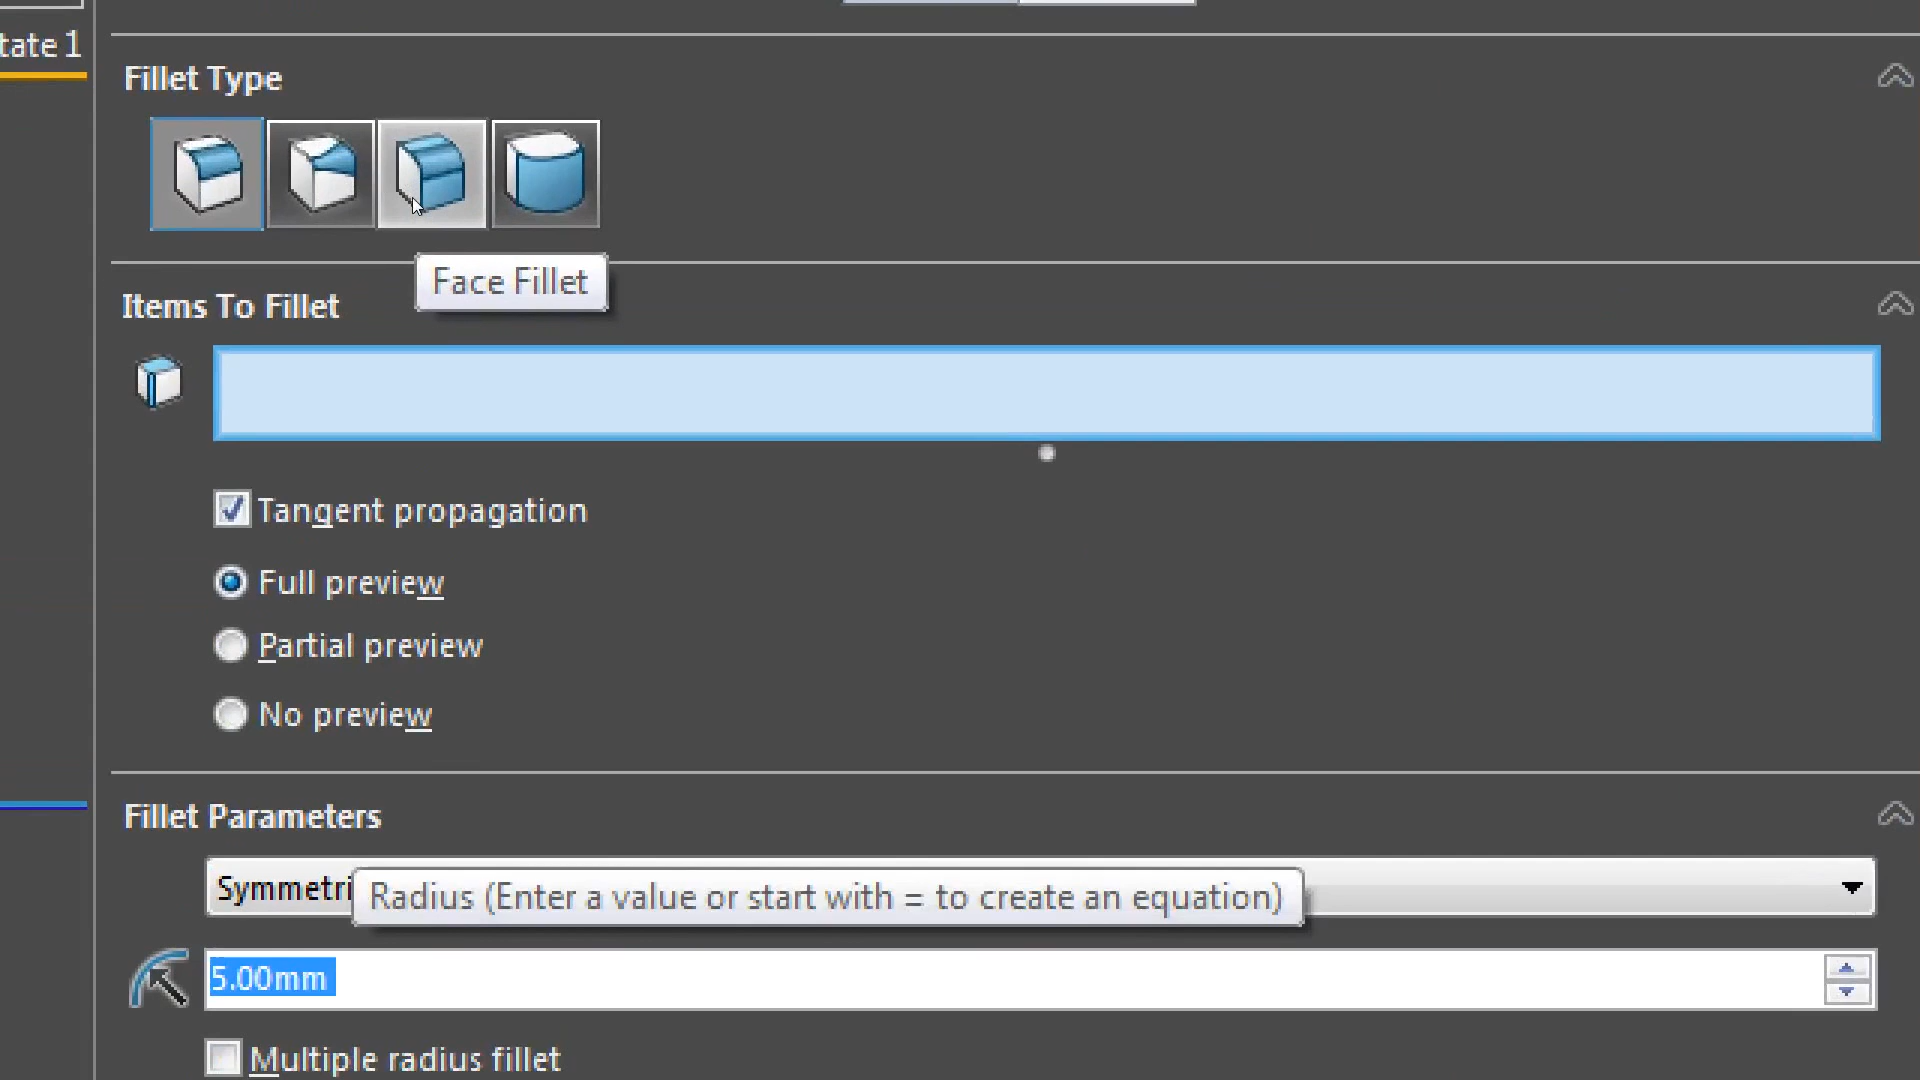 tate 1
Fillet Type
Face Fillet
Items To Fillet
Tangent propagation
Full preview
Partial preview
No preview
Fillet Parameters
Symmetri
Radius (Enter a value or start with = to create an equation)
5.00mm
Multiple radius fillet